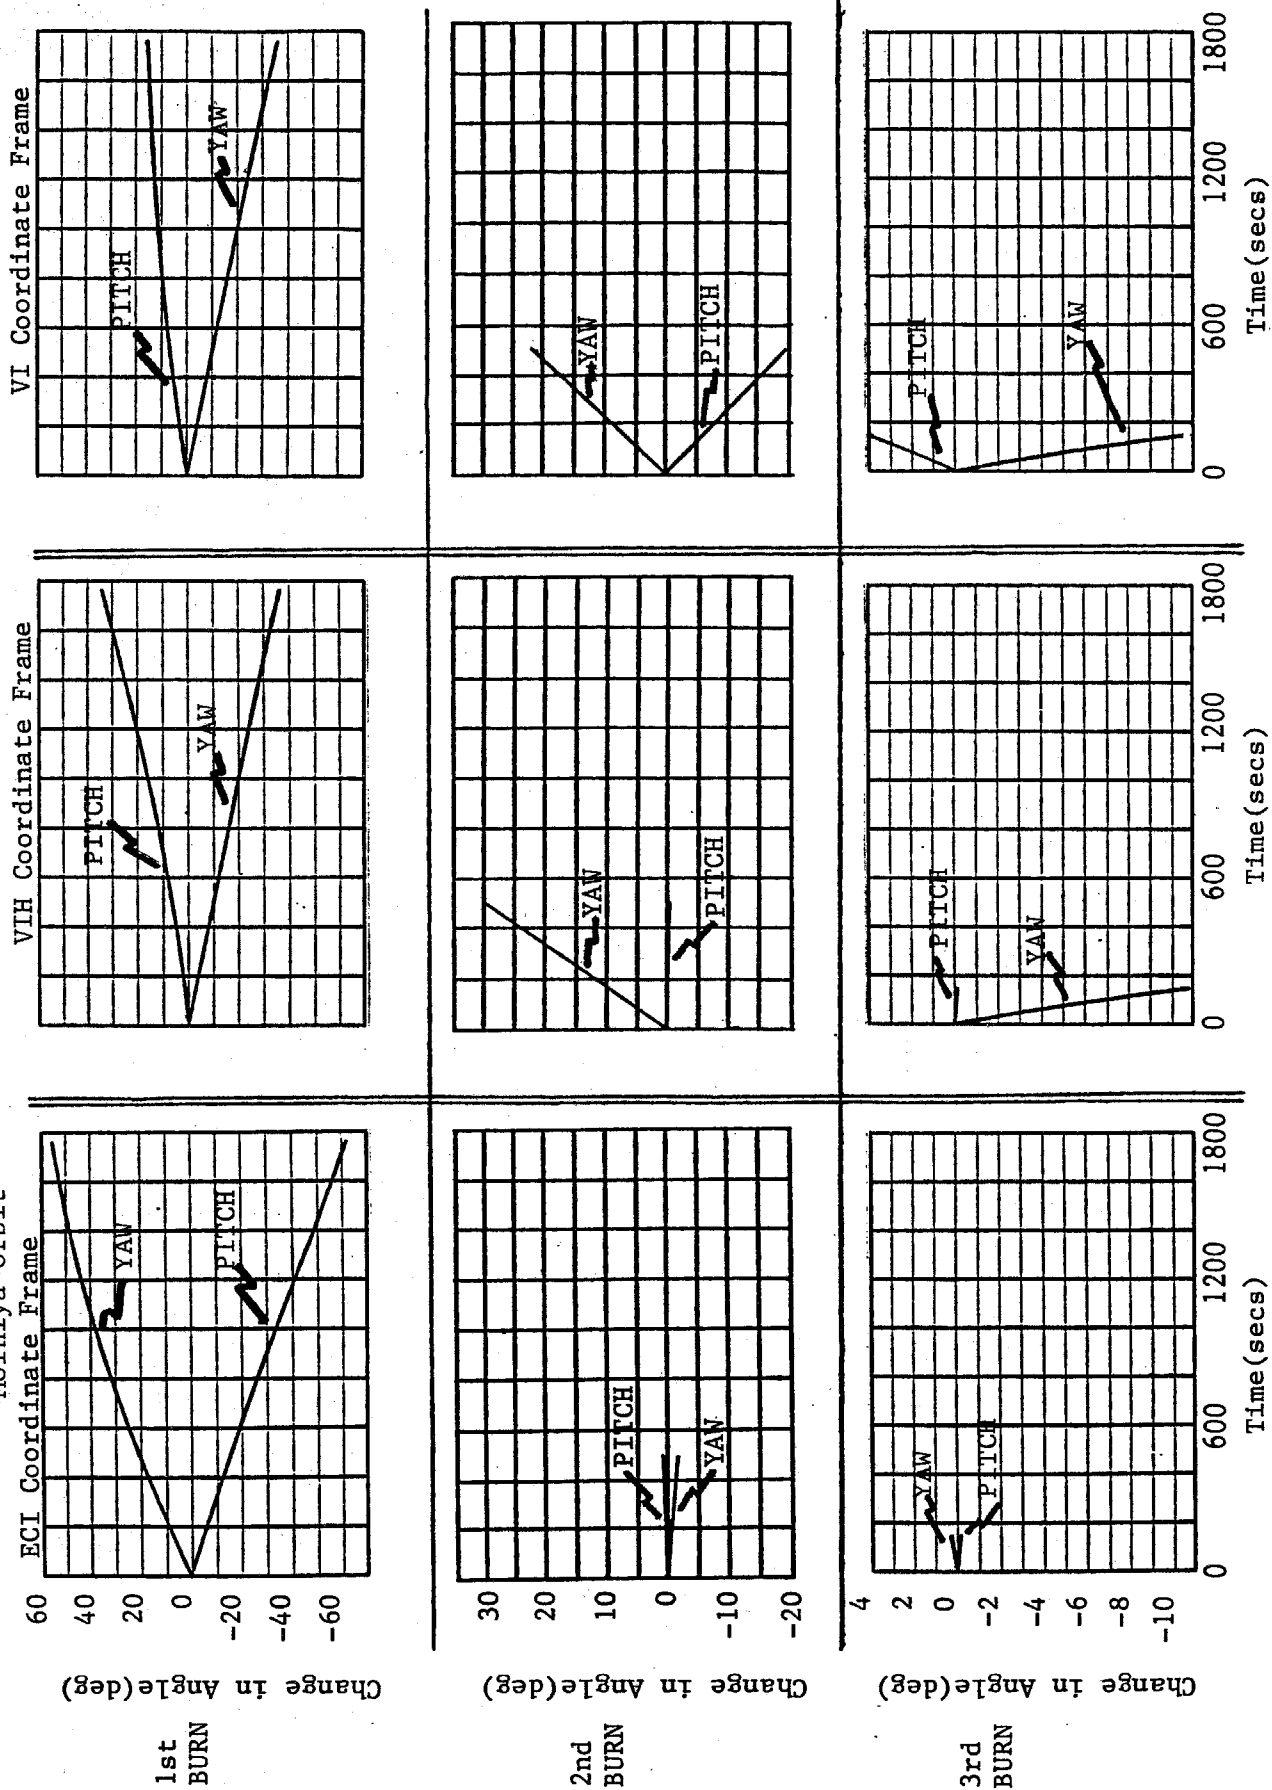 Molniya Orbit
ECI Coordinate Frame
VIH Coordinate Frame
VI Coordinate Frame
1st
BURN
Change in Angle(deg)
60
40
20
0
-20
-40
-60
YAW
PITCH
PITCH
YAW
PITCH
YAW
2nd
BURN
Change in Angle(deg)
30
20
10
0
-10
-20
PITCH
YAW
YAW
PITCH
YAW
PITCH
3rd
BURN
Change in Angle(deg)
4
2
0
-2
-4
-6
-8
-10
YAW
PITCH
PITCH
YAW
PITCH
YAW
0 600 1200 1800
Time(secs)
0 600 1200 1800
Time(secs)
0 600 1200 1800
Time(secs)